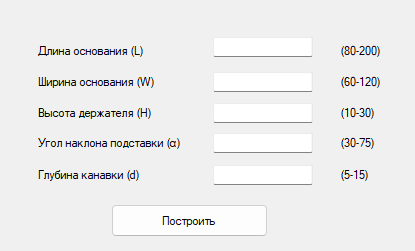 Длина основания (L) (80-200)
Ширина основания (W) (60-120)
Высота держателя (H) (10-30)
Угол наклона подставки (α) (30-75)
Глубина канавки (d) (5-15)
Построить